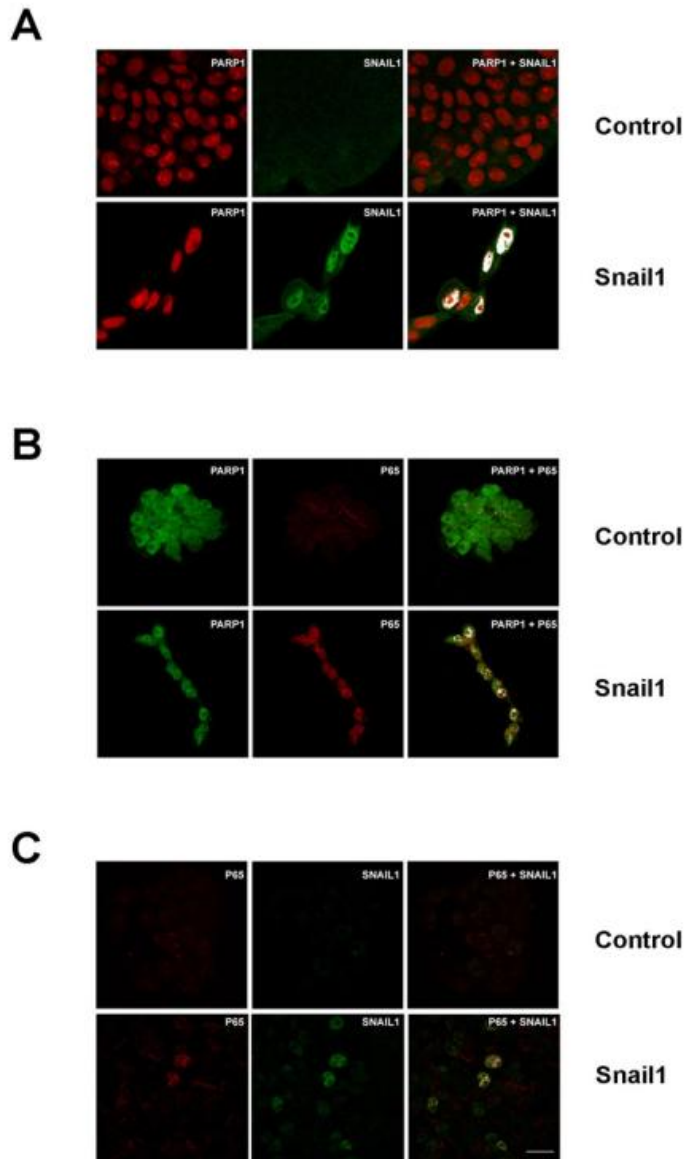 A
PARP1 SNAIL1 PARP1 + SNAIL1
Control
PARP1 SNAIL1 PARP1 + SNAIL1
Snail1
B
PARP1 P65 PARP1 + P65
Control
PARP1 P65 PARP1 + P65
Snail1
C
P65 SNAIL1 P65 + SNAIL1
Control
P65 SNAIL1 P65 + SNAIL1
Snail1